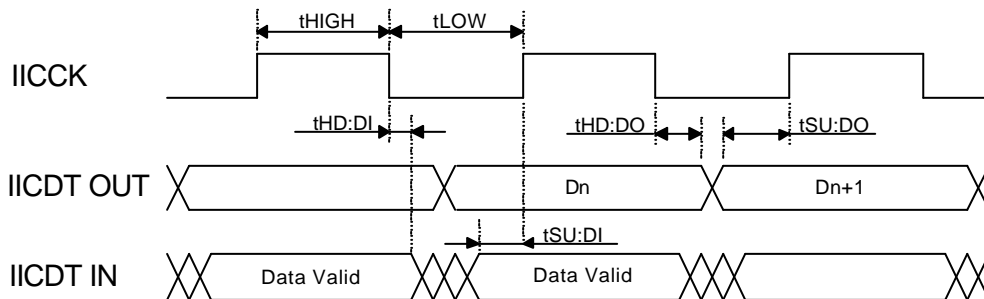 tHIGH tLOW
IICCK
tHD:DI tHD:DO tSU:DO
IICDT OUT Dn Dn+1
tSU:DI
IICDT IN Data Valid Data Valid